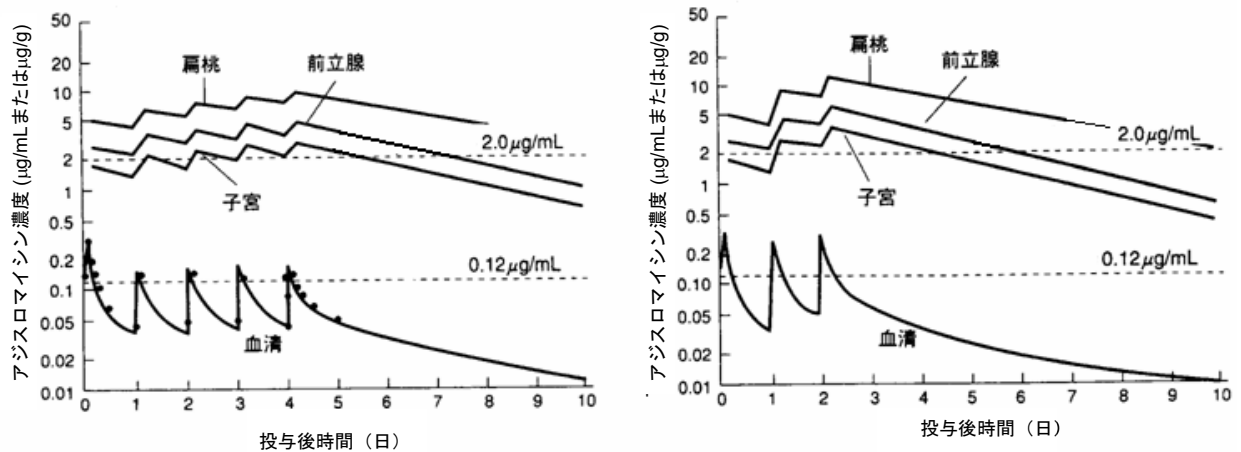 アジスロマイシン濃度 (μg/mLまたはμg/g)
50
20
10
5
2
1
0.5
0.2
0.1
0.05
0.02
0.01
扁桃
前立腺
2.0μg/mL
子宮
0.12μg/mL
血清
0 1 2 3 4 5 6 7 8 9 10
投与後時間（日）
アジスロマイシン濃度 (μg/mLまたはμg/g)
50
20
10
5
2
1
0.5
0.2
0.10
0.05
0.02
0.01
扁桃
前立腺
2.0μg/mL
子宮
0.12μg/mL
血清
0 1 2 3 4 5 6 7 8 9 10
投与後時間（日）